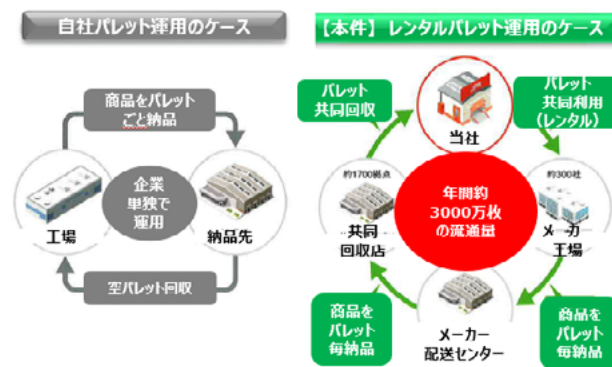 自社パレット運用のケース
商品をパレット
ごと納品
工場
企業
単独で
運用
納品先
空パレット回収
【本件】レンタルパレット運用のケース
パレット
共同回収
当社
パレット
共同利用
(レンタル)
約1700拠点
共同
回収店
年間約
3000万枚
の流通量
約300社
メーカ
工場
商品を
パレット
毎納品
メーカー
配送センター
商品を
パレット
毎納品